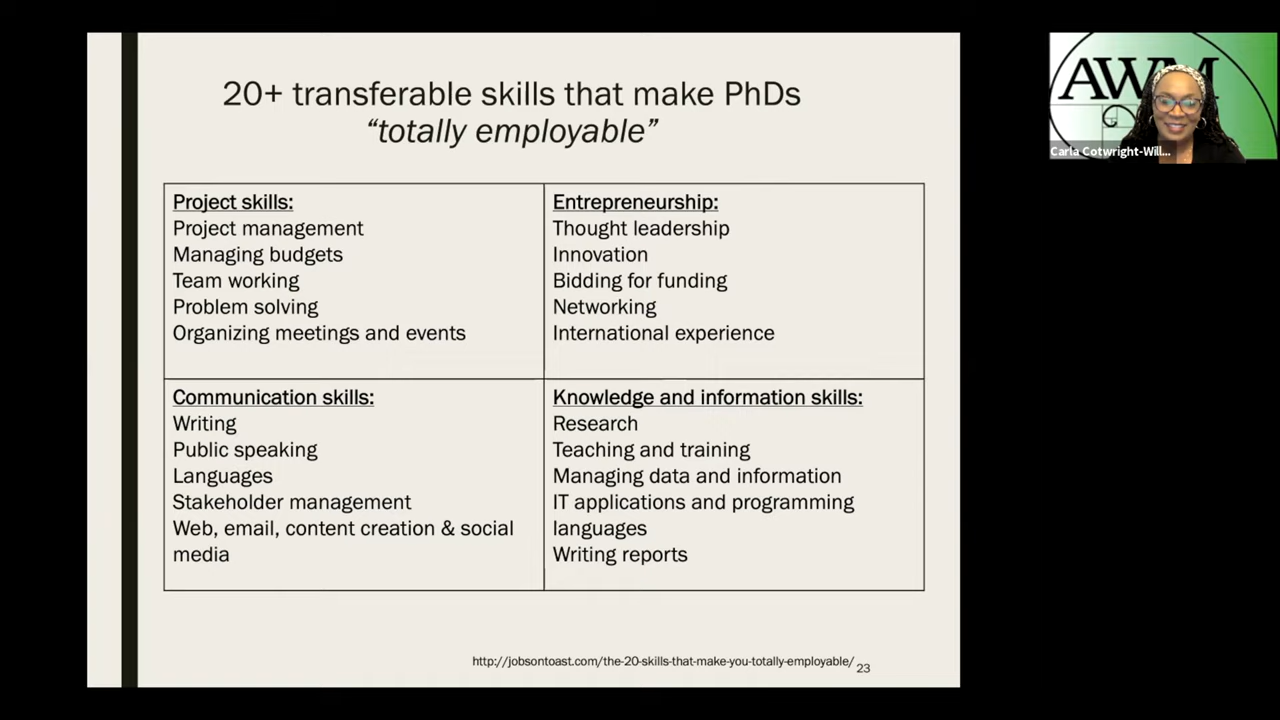 20+ transferable skills that make PhDs
“totally employable”
Project skills:
Project management
Managing budgets
Team working
Problem solving
Organizing meetings and events
Entrepreneurship:
Thought leadership
Innovation
Bidding for funding
Networking
International experience
Communication skills:
Writing
Public speaking
Languages
Stakeholder management
Web, email, content creation & social
media
Knowledge and information skills:
Research
Teaching and training
Managing data and information
IT applications and programming
languages
Writing reports
http://jobsontoast.com/the-20-skills-that-make-you-totally-employable/
23
AWM
Carla Cotwright-Will...